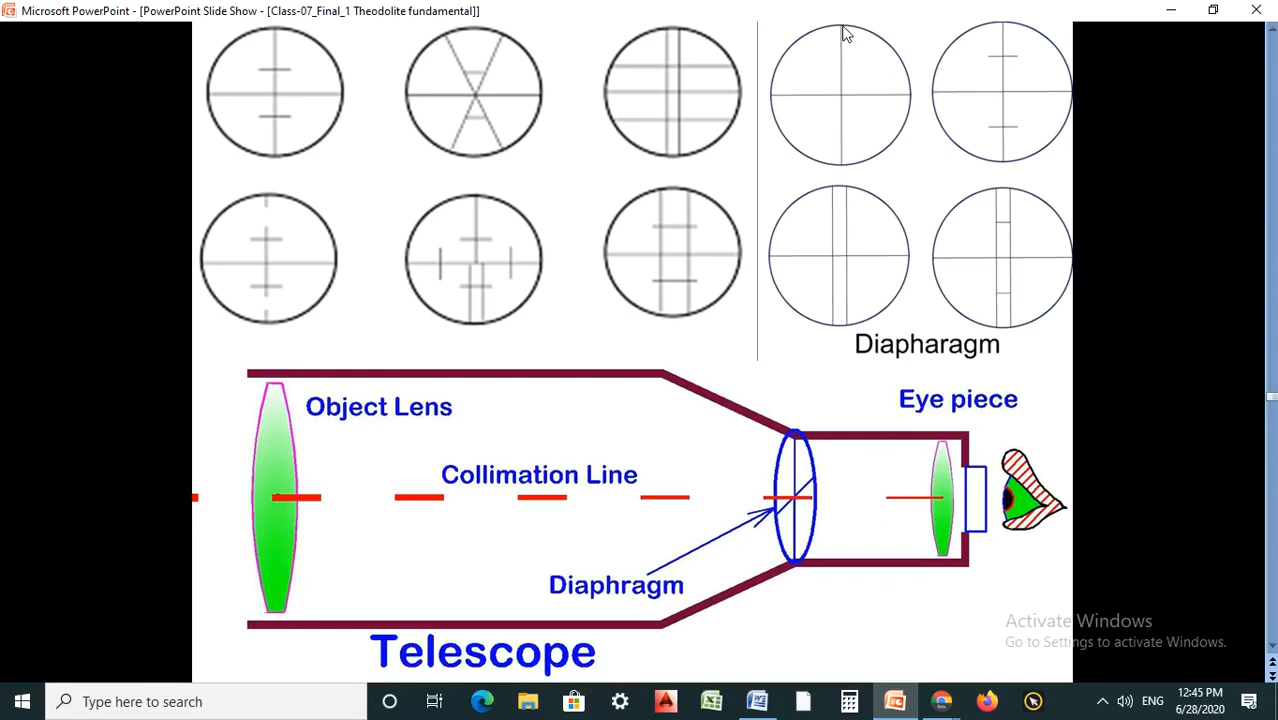 Microsoft PowerPoint - [PowerPoint Slide Show - [Class-07_Final_1 Theodolite fundamental]]
Diapharagm
Object Lens
Eye piece
Collimation Line
Diaphragm
Telescope
Activate Windows
Go to Settings to activate Windows.
Type here to search
ENG
12:45 PM
6/28/2020